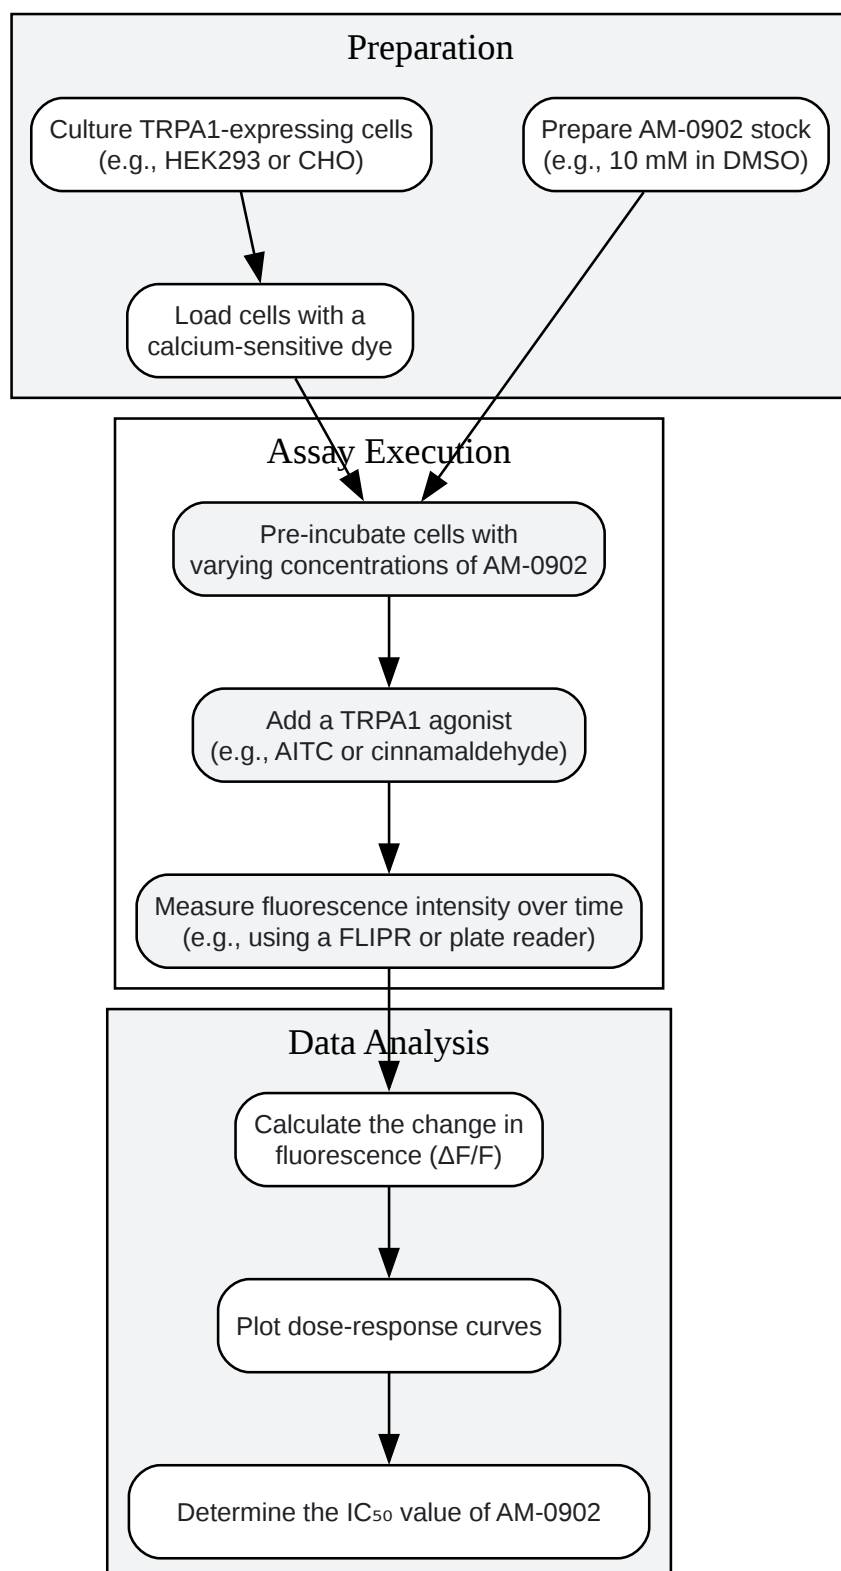 Preparation
Culture TRPA1-expressing cells
(e.g., HEK293 or CHO)
Prepare AM-0902 stock
(e.g., 10 mM in DMSO)
Load cells with a
calcium-sensitive dye
Assay Execution
Pre-incubate cells with
varying concentrations of AM-0902
Add a TRPA1 agonist
(e.g., AITC or cinnamaldehyde)
Measure fluorescence intensity over time
(e.g., using a FLIPR or plate reader)
Data Analysis
Calculate the change in
fluorescence (ΔF/F)
Plot dose-response curves
Determine the IC₅₀ value of AM-0902